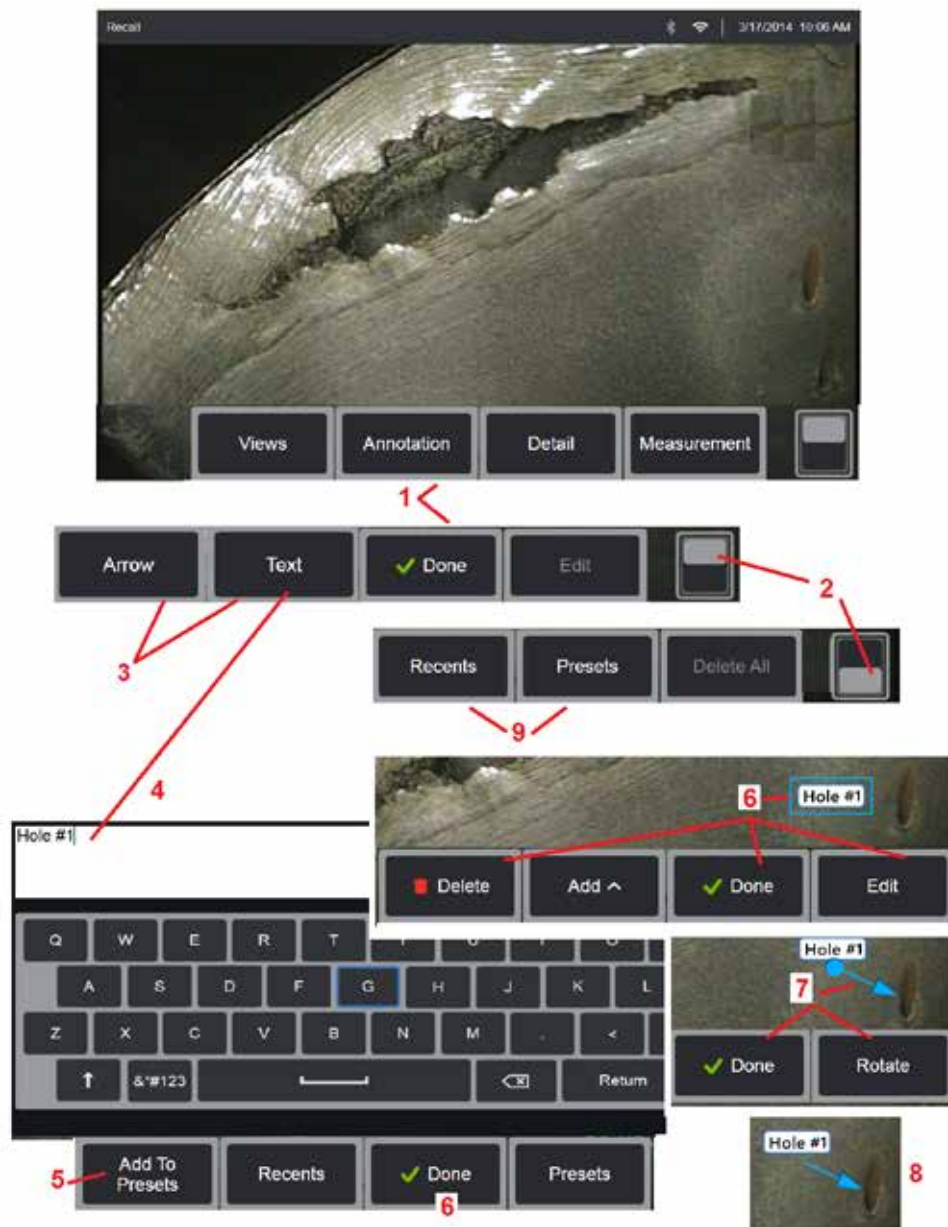 Recall 3/17/2014 10:06 AM
Views Annotation Detail Measurement
1
Arrow Text Done Edit
2
3
Recents Presets Delete All
9
4
6 Hole #1
Hole #1
Delete Add Done Edit
Q W E R T
Hole #1
A S D F G H J K L
7
Z X C V B N M . <
Done Rotate
&*#123 Return
Hole #1
8
5 Add To
Presets Recents Done Presets
6